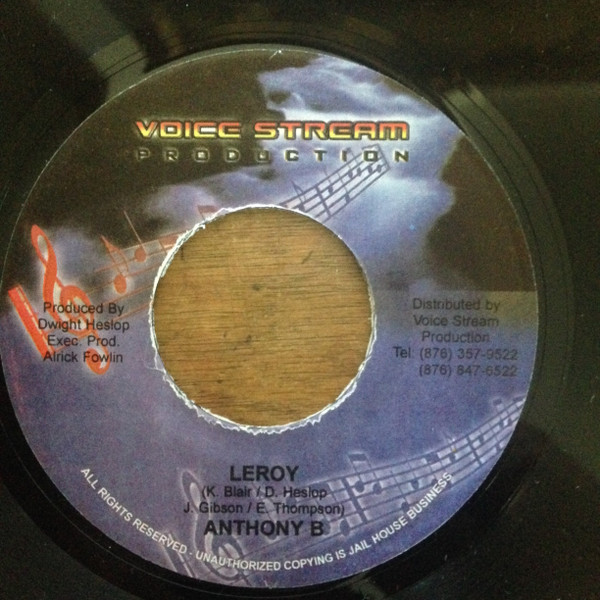 VOICE STREAM
PRODUCTION
Produced By
Dwight Heslop
Exec. Prod.
Alrick Fowlin
Distributed by
Voice Stream
Production
Tel: (876) 357-9522
(876) 847-6522
LEROY
(K. Blair / D. Heslop
J. Gibson / E. Thompson)
ANTHONY B
ALL RIGHTS RESERVED - UNAUTHORIZED COPYING IS JAIL HOUSE BUSINESS